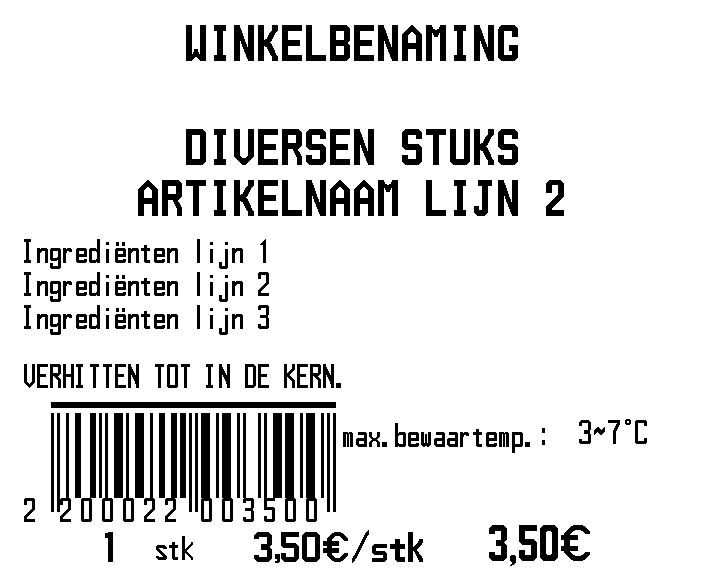 WINKELBENAMING
DIVERSEN STUKS
ARTIKELNAAM LIJN 2
Ingrediënten lijn 1
Ingrediënten lijn 2
Ingrediënten lijn 3
VERHITTEN TOT IN DE KERN.
max.bewaartemp.: 3~7°C
2 200022 003500
1 stk 3,50€/stk 3,50€